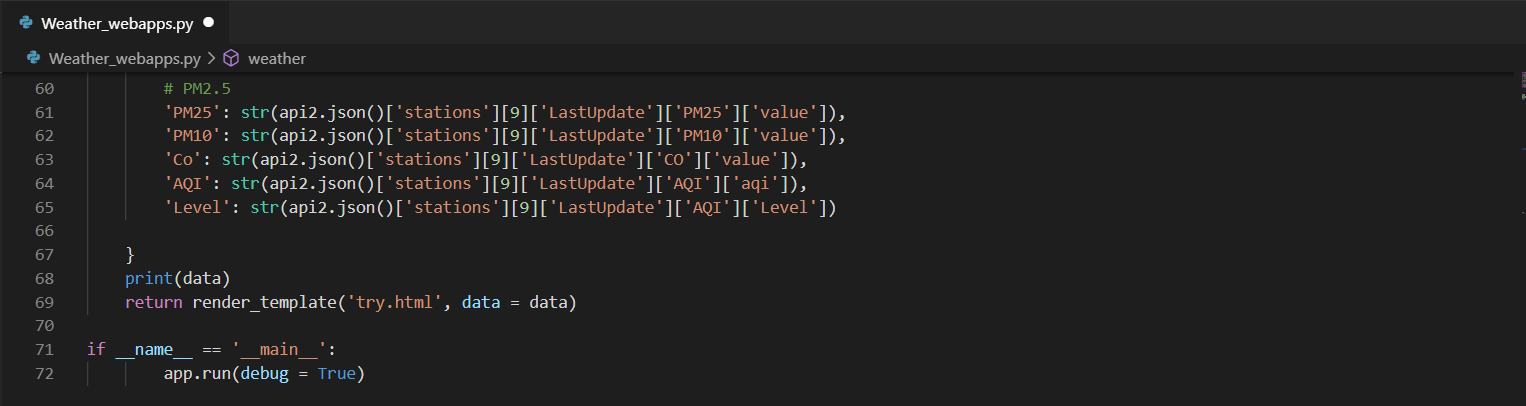 Weather_webapps.py
Weather_webapps.py > weather
60 # PM2.5
61 'PM25': str(api2.json()['stations'][9]['LastUpdate']['PM25']['value']),
62 'PM10': str(api2.json()['stations'][9]['LastUpdate']['PM10']['value']),
63 'Co': str(api2.json()['stations'][9]['LastUpdate']['CO']['value']),
64 'AQI': str(api2.json()['stations'][9]['LastUpdate']['AQI']['aqi']),
65 'Level': str(api2.json()['stations'][9]['LastUpdate']['AQI']['Level'])
66
67 }
68 print(data)
69 return render_template('try.html', data = data)
70
71 if __name__ == '__main__':
72 app.run(debug = True)